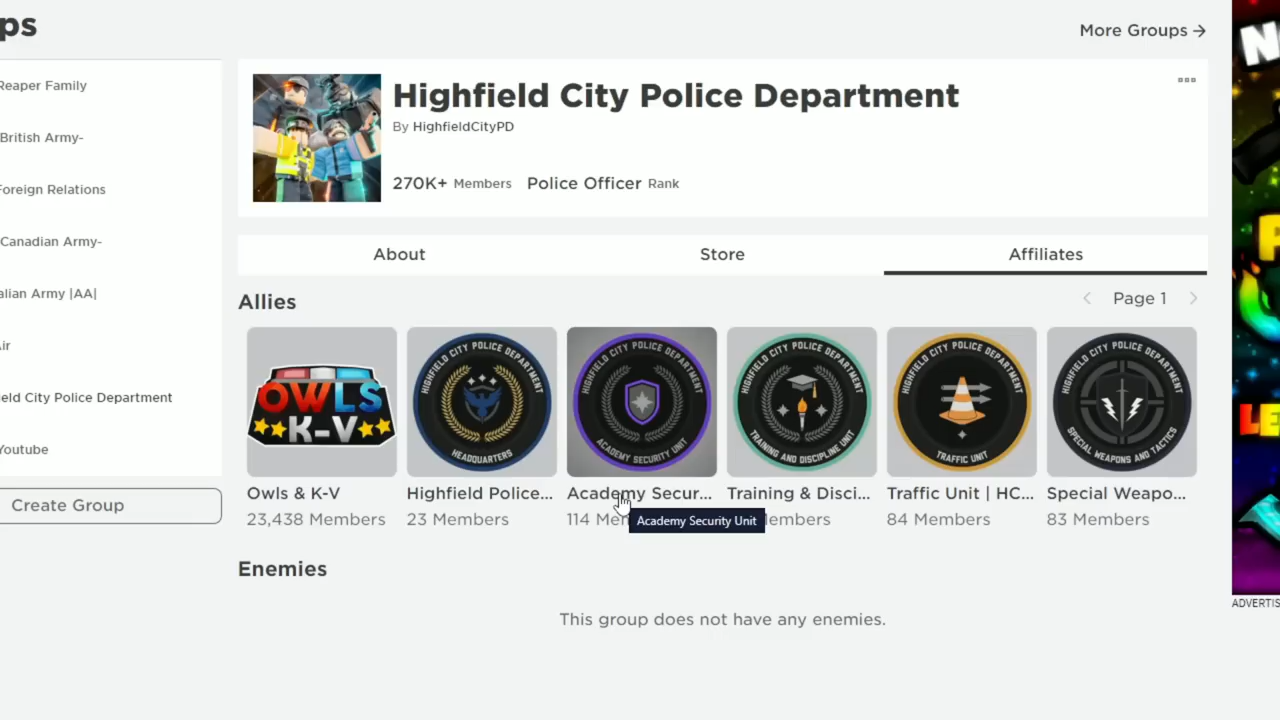 ps
More Groups →
Reaper Family
British Army-
Foreign Relations
Canadian Army-
alian Army |AA|
ir
eld City Police Department
Youtube
Create Group
Highfield City Police Department
By HighfieldCityPD
270K+ Members Police Officer Rank
About
Store
Affiliates
Allies
Page 1
OWLS
K-V
HIGHFIELD CITY POLICE DEPARTMENT
HEADQUARTERS
HIGHFIELD CITY POLICE DEPARTMENT
ACADEMY SECURITY UNIT
HIGHFIELD CITY POLICE DEPARTMENT
TRAINING AND DISCIPLINE UNIT
HIGHFIELD CITY POLICE DEPARTMENT
TRAFFIC UNIT
HIGHFIELD CITY POLICE DEPARTMENT
SPECIAL WEAPONS AND TACTICS
Owls & K-V
23,438 Members
Highfield Police...
23 Members
Academy Secur...
114 Mem
Academy Security Unit
Training & Disci...
embers
Traffic Unit | HC...
84 Members
Special Weapo...
83 Members
Enemies
This group does not have any enemies.
N
LE
ADVERTIS